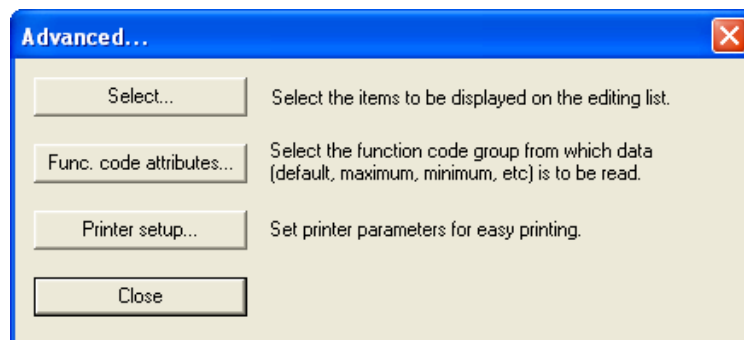 Advanced...
Select...
Select the items to be displayed on the editing list.
Func. code attributes...
Select the function code group from which data
(default, maximum, minimum, etc) is to be read.
Printer setup...
Set printer parameters for easy printing.
Close